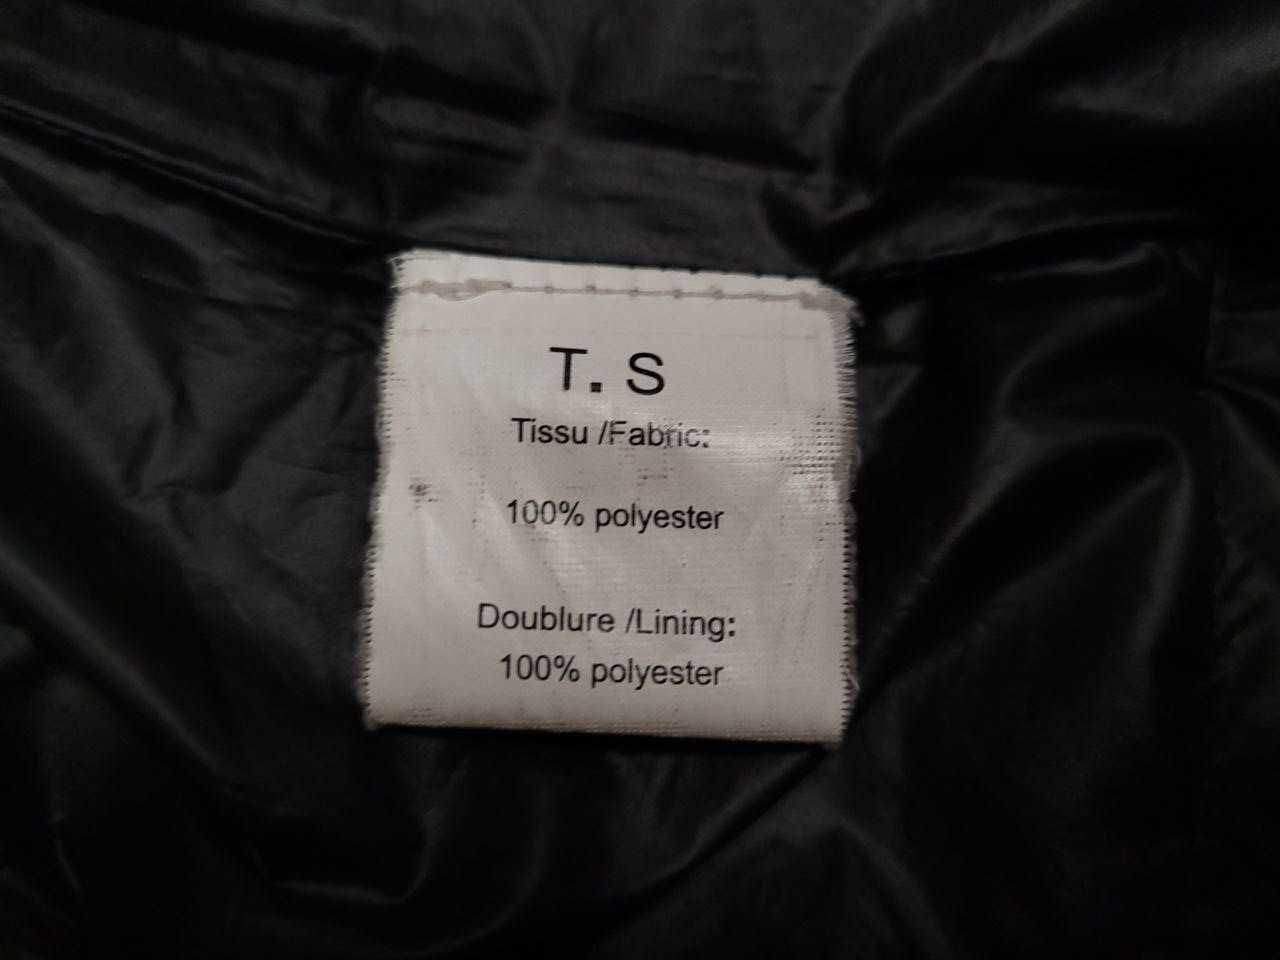 T. S
Tissu /Fabric:
100% polyester
Doublure /Lining:
100% polyester